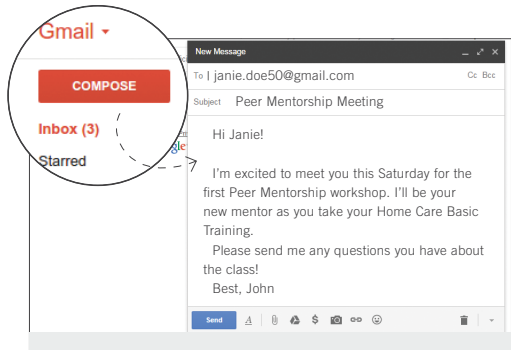 Gmail
COMPOSE
Inbox (3)
Starred
New Message
To janie.doe50@gmail.com
Cc Bcc
Subject Peer Mentorship Meeting
Hi Janie!
I'm excited to meet you this Saturday for the
first Peer Mentorship workshop. I'll be your
new mentor as you take your Home Care Basic
Training.
Please send me any questions you have about
the class!
Best, John
Send